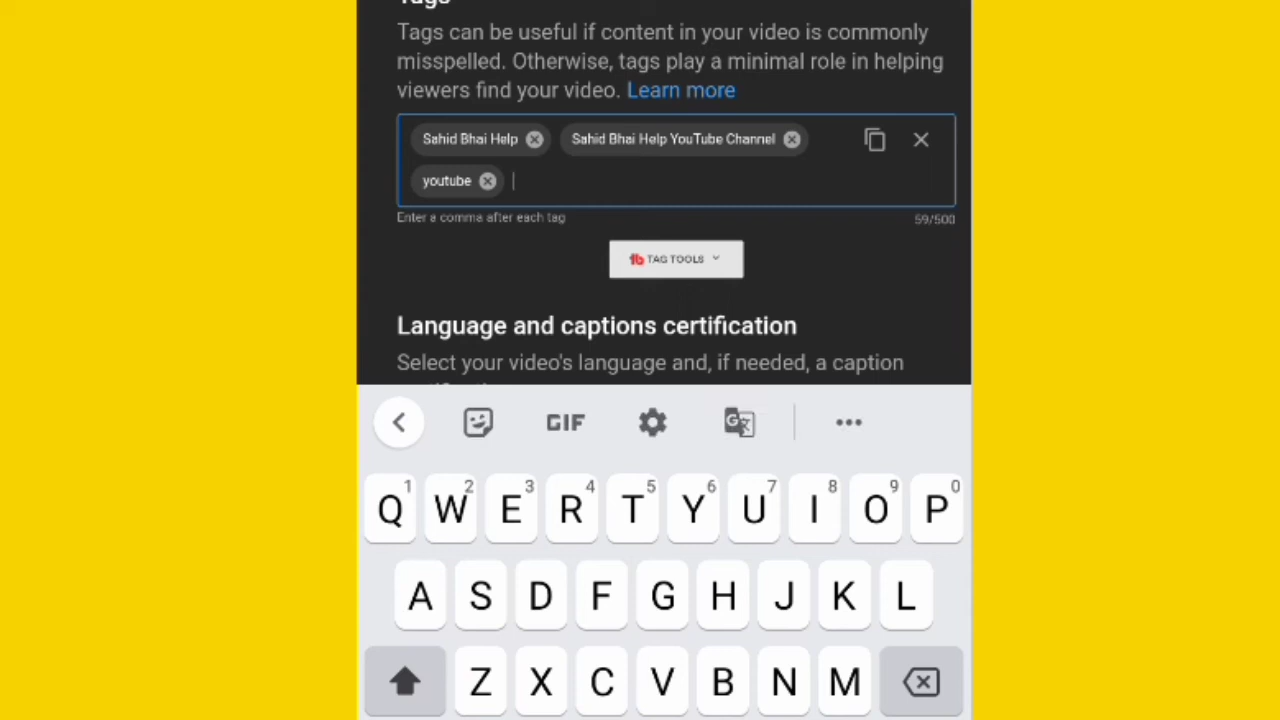 Tags
Tags can be useful if content in your video is commonly
misspelled. Otherwise, tags play a minimal role in helping
viewers find your video. Learn more
Sahid Bhai Help Sahid Bhai Help YouTube Channel
youtube
Enter a comma after each tag 59/500
tb TAG TOOLS
Language and captions certification
Select your video's language and, if needed, a caption
GIF
1 2 3 4 5 6 7 8 9 0
Q W E R T Y U I O P
A S D F G H J K L
Z X C V B N M